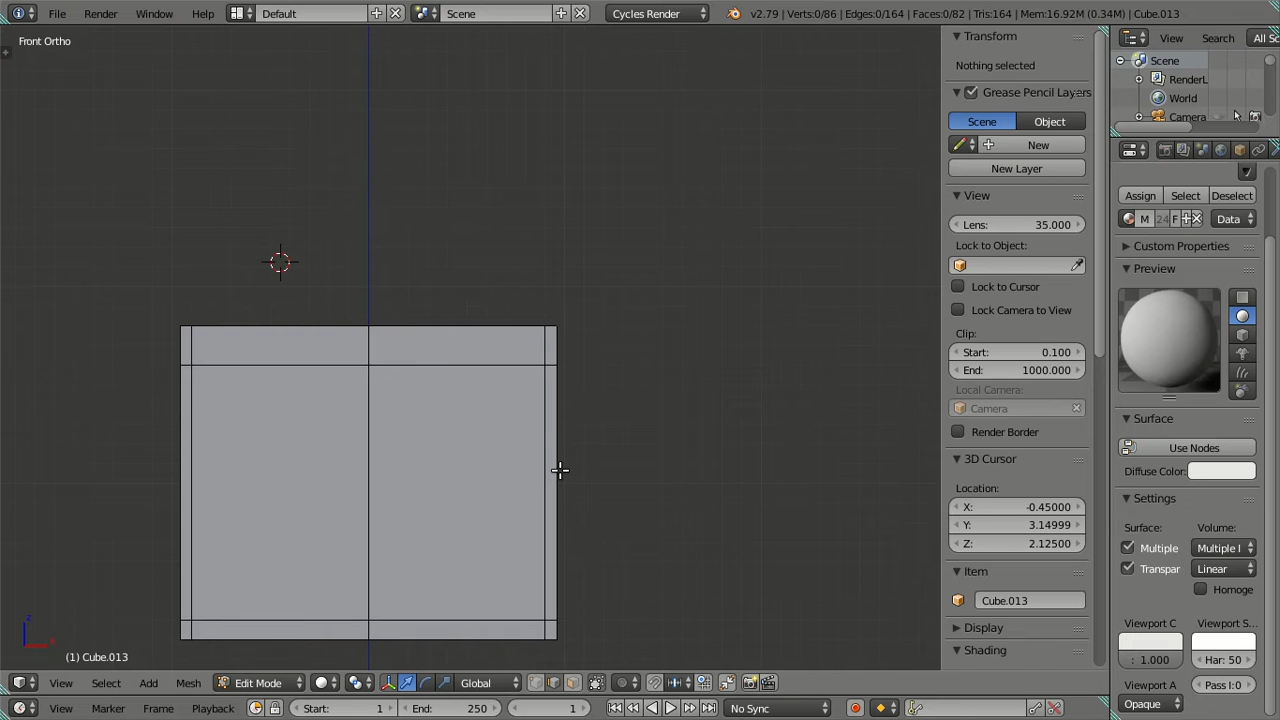 File Render Window Help Default Scene Cycles Render v2.79 | Verts:0/86 | Edges:0/164 | Faces:0/82 | Tris:164 | Mem:16.92M (0.34M) | Cube.013
Front Ortho
Transform
Nothing selected
Grease Pencil Layers
Scene Object
New
New Layer
View
Lens: 35.000
Lock to Object:
Lock to Cursor
Lock Camera to View
Clip:
Start: 0.100
End: 1000.000
Local Camera:
Camera
Render Border
3D Cursor
Location:
X: -0.45000
Y: 3.14999
Z: 2.12500
Item
Cube.013
Display
Shading
View Search All Sc
Scene
RenderL
World
Camera
Assign Select Deselect
M 24 F Data
Custom Properties
Preview
Surface
Use Nodes
Diffuse Color:
Settings
Surface: Volume:
Multiple Multiple I
Transpar Linear
Homoge
Viewport C Viewport S...
: 1.000 Har: 50
Viewport A Pass I:0
Opaque
z
x
(1) Cube.013
View Select Add Mesh Edit Mode Global
View Marker Frame Playback Start: 1 End: 250 1 No Sync